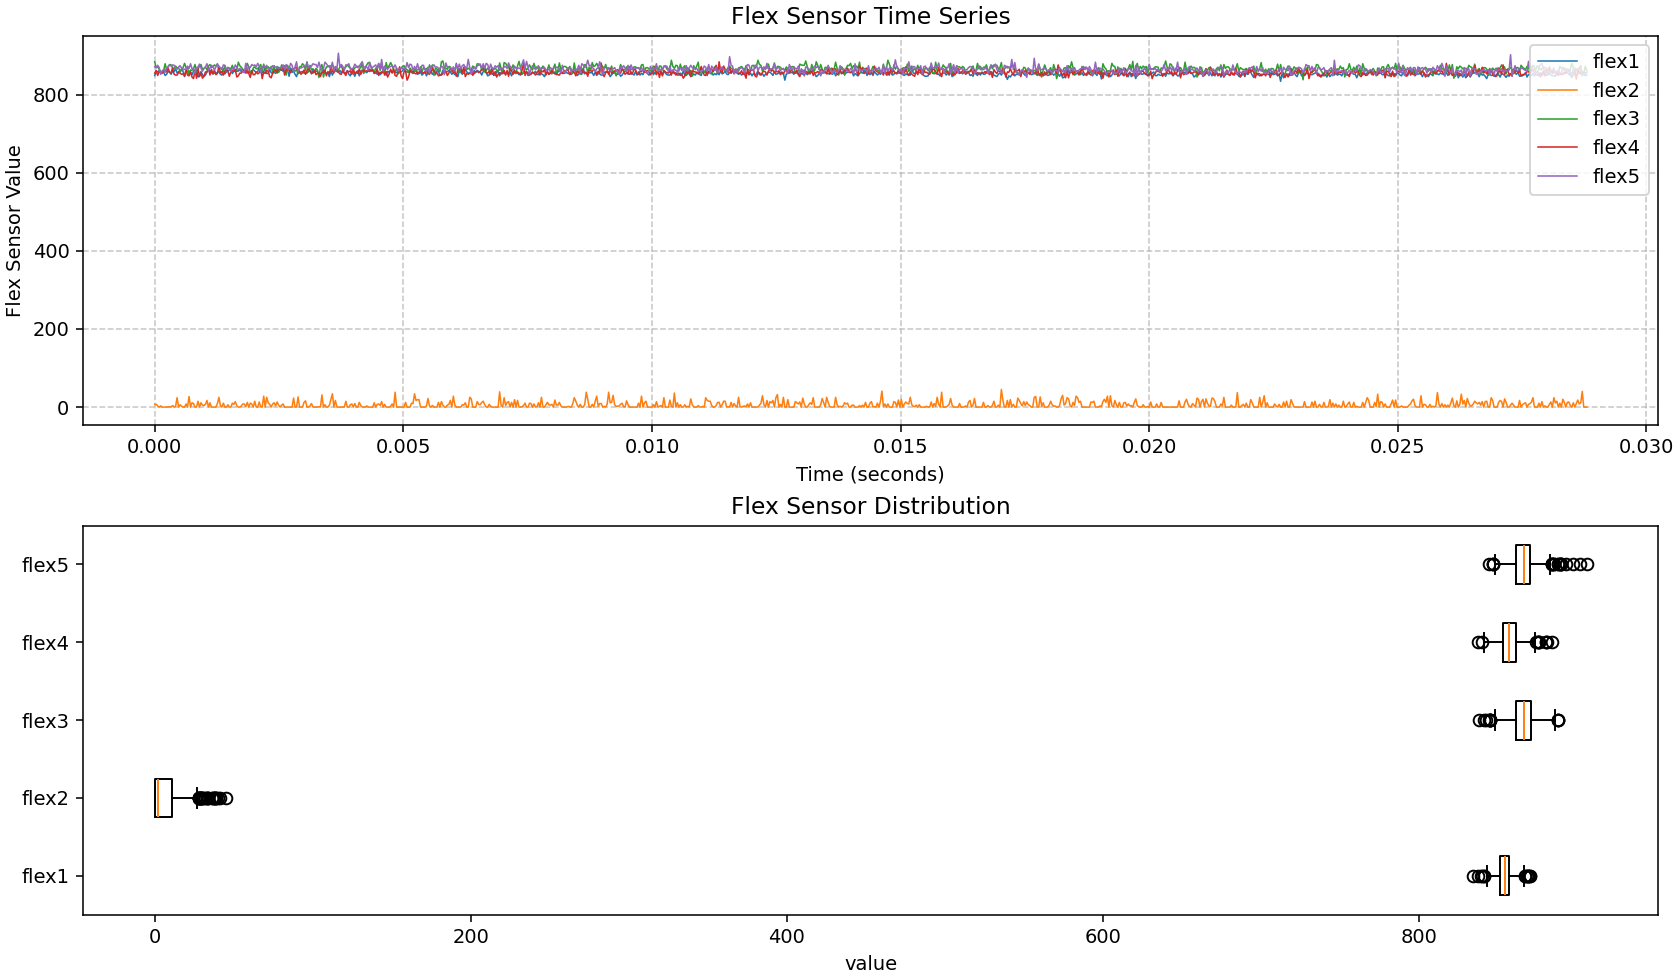 Flex Sensor Time Series
Flex Sensor Value
800
600
400
200
0
flex1
flex2
flex3
flex4
flex5
0.000 0.005 0.010 0.015 0.020 0.025 0.030
Time (seconds)
Flex Sensor Distribution
flex5
flex4
flex3
flex2
flex1
0 200 400 600 800
value